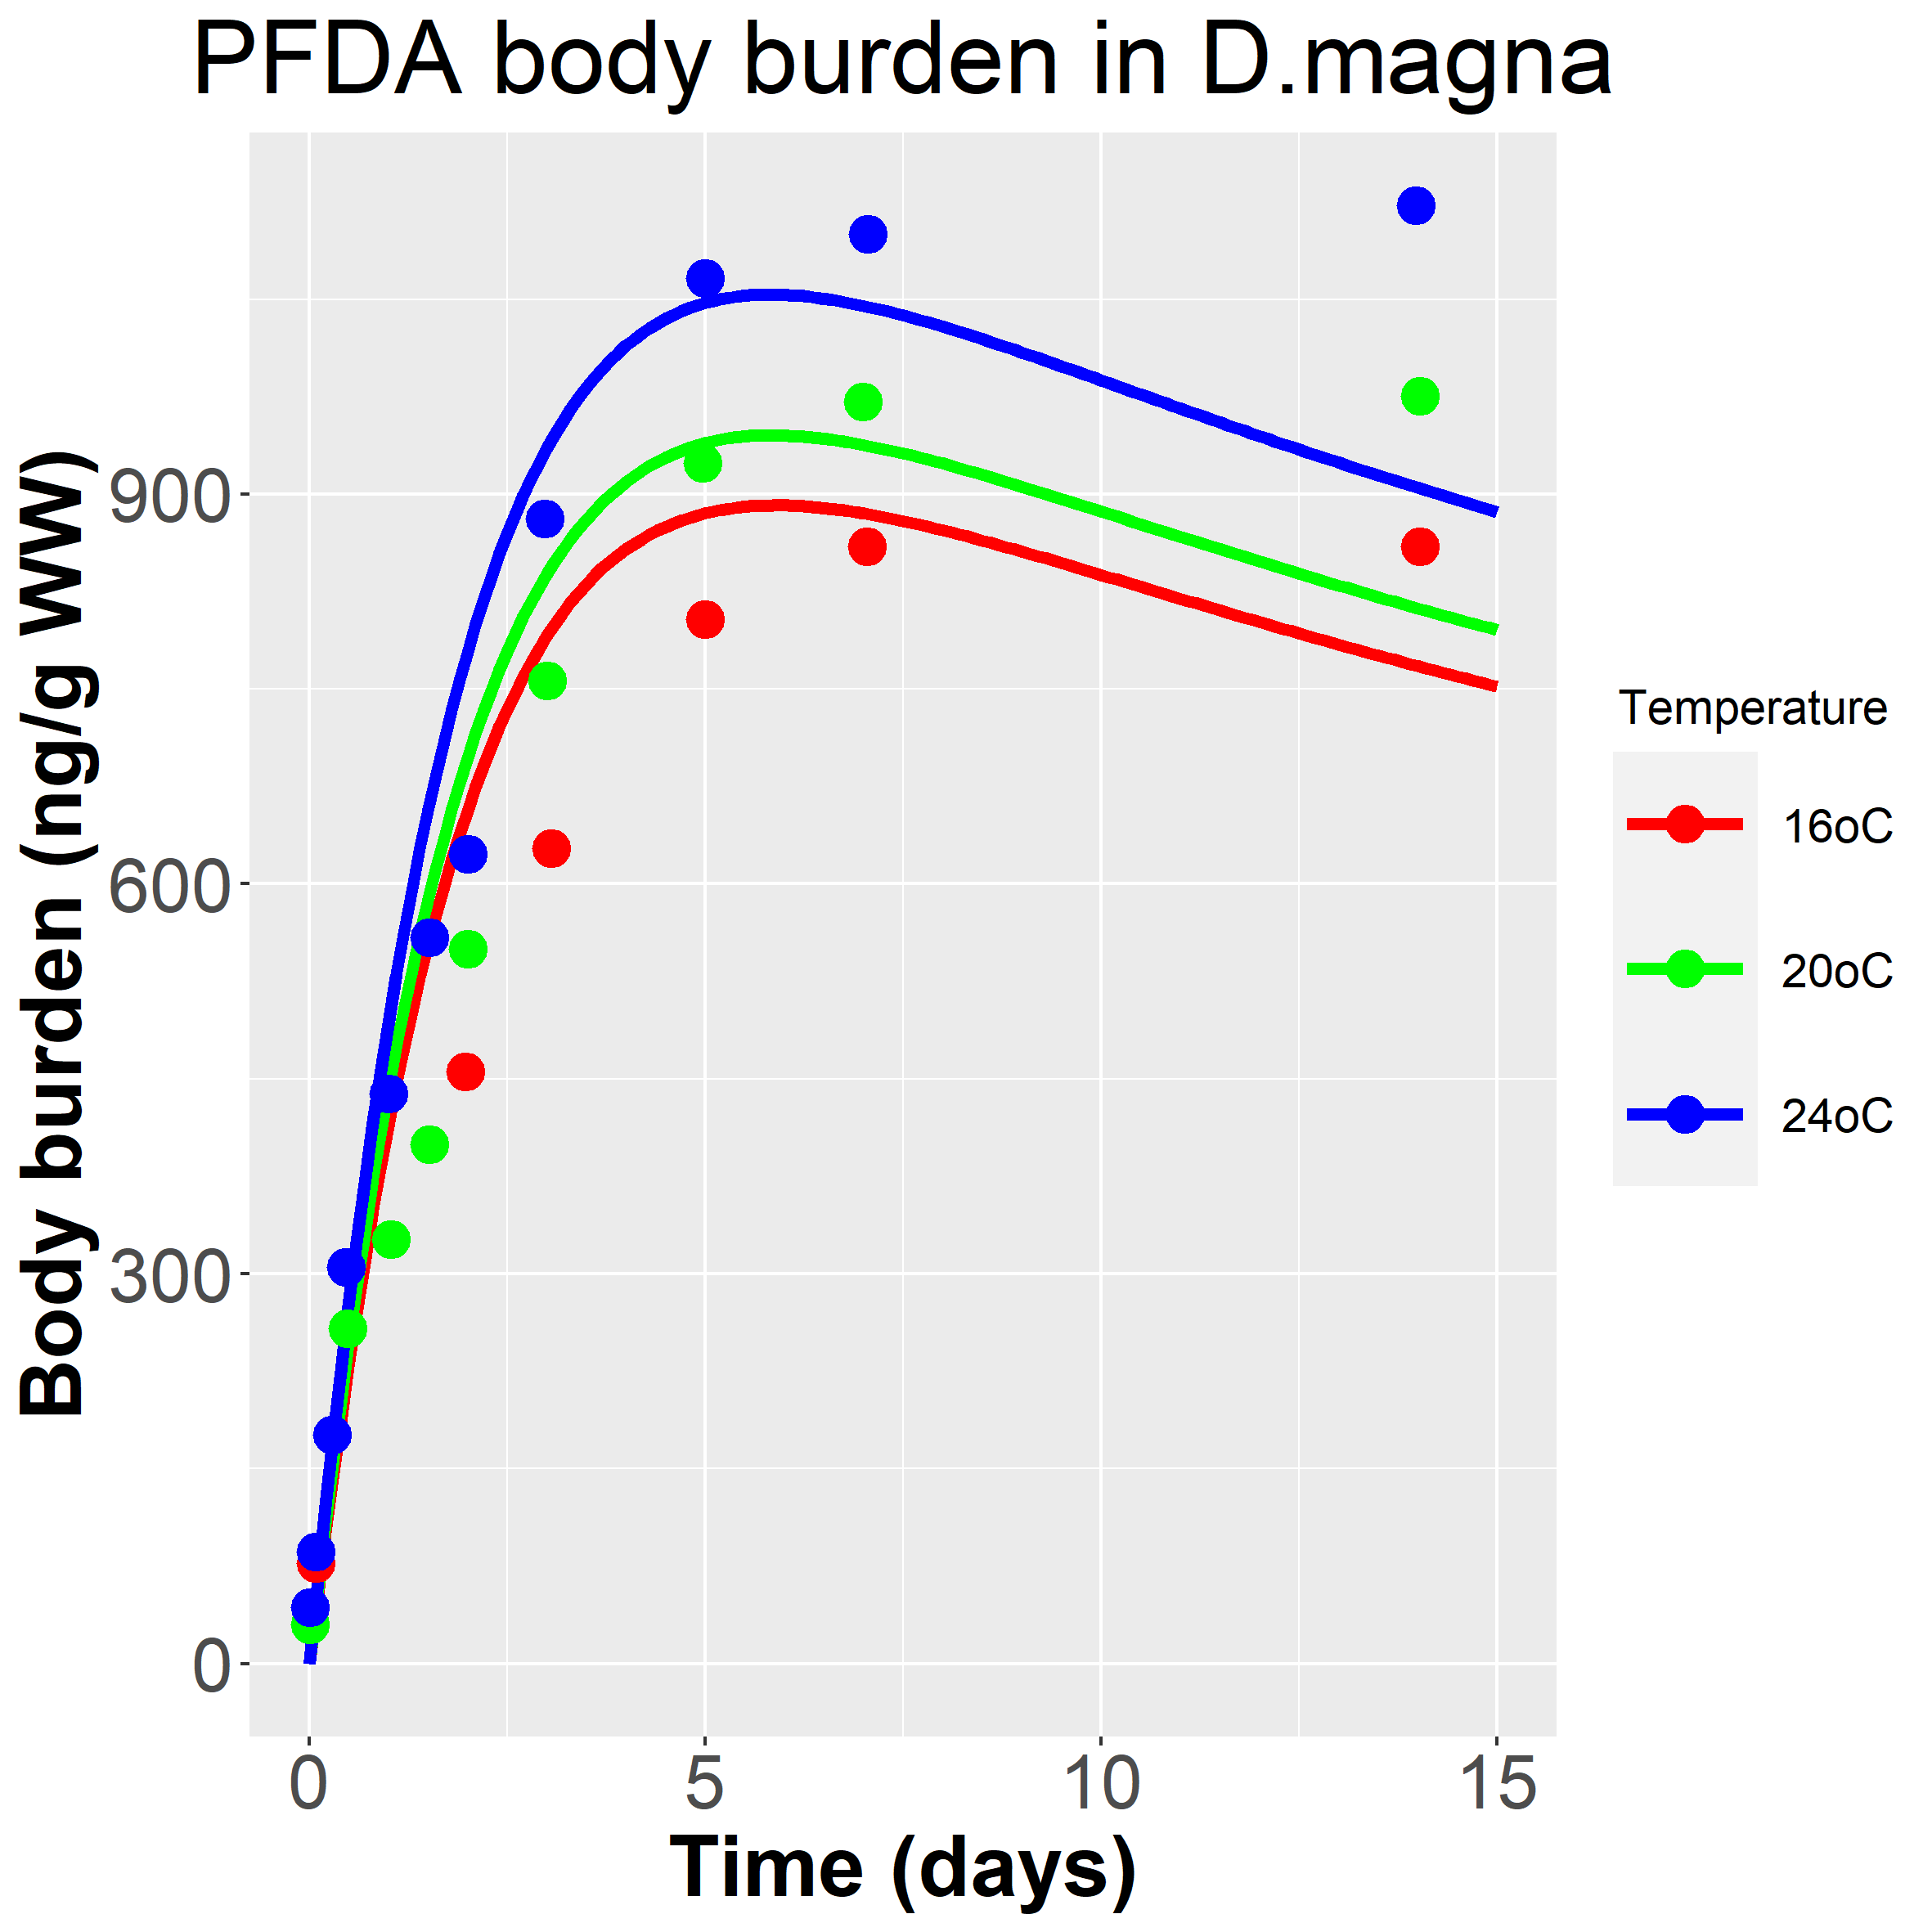 PFDA body burden in D.magna
Body burden (ng/g WW)
900
600
300
0
0 5 10 15
Time (days)
Temperature
16oC
20oC
24oC